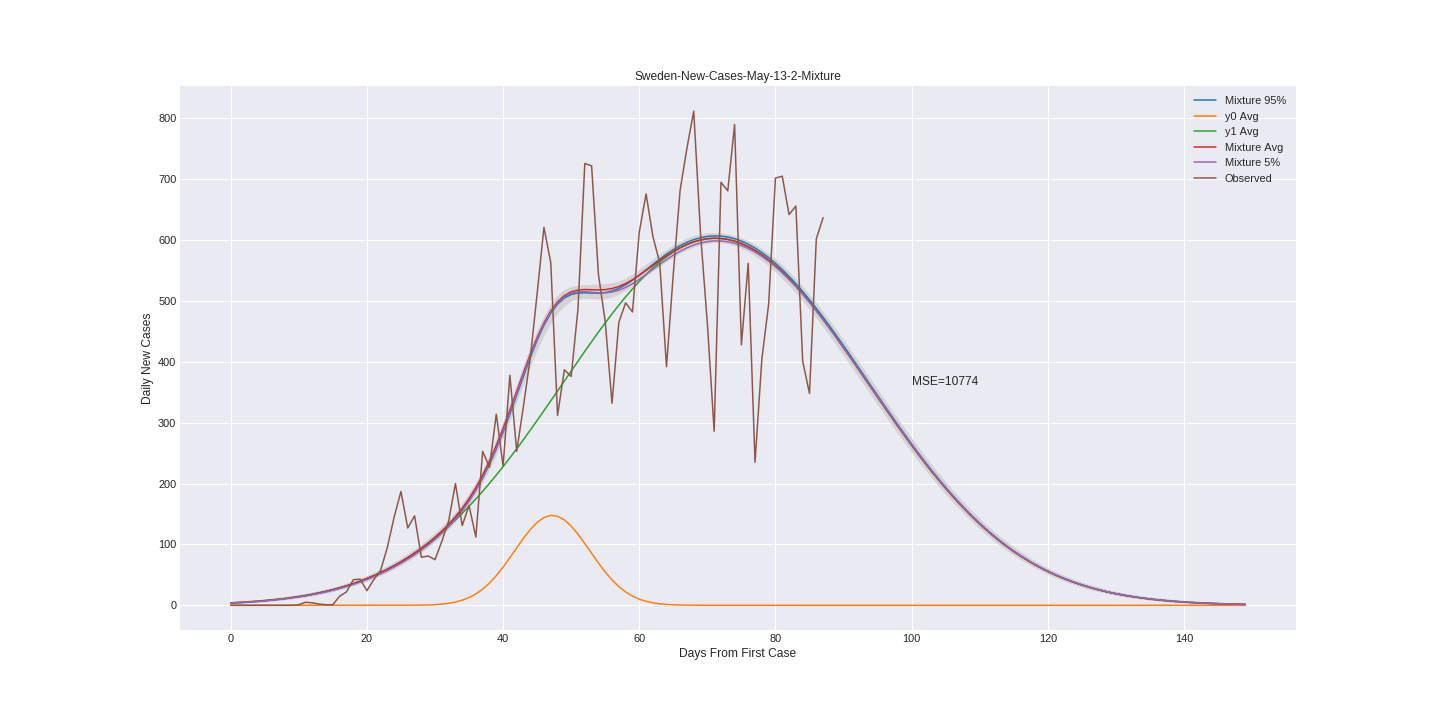 Sweden-New-Cases-May-13-2-Mixture
Mixture 95%
y0 Avg
y1 Avg
Mixture Avg
Mixture 5%
Observed
800
700
600
500
400
300
200
100
0
Daily New Cases
MSE=10774
0 20 40 60 80 100 120 140
Days From First Case